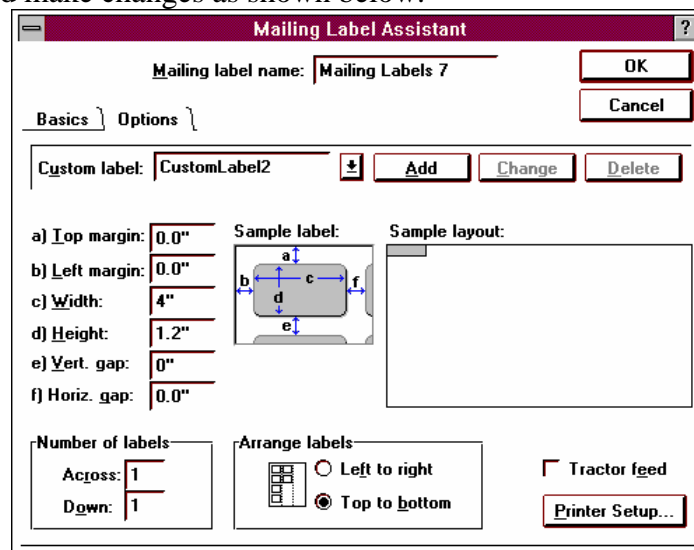 d make changes as shown below.
Mailing Label Assistant ?
Mailing label name: Mailing Labels 7
OK
Cancel
Basics Options
Custom label: CustomLabel2 Add Change Delete
a) Top margin: 0.0"
b) Left margin: 0.0"
c) Width: 4"
d) Height: 1.2"
e) Vert. gap: 0"
f) Horiz. gap: 0.0"
Sample label:
a
b c f
d
e
Sample layout:
Number of labels
Across: 1
Down: 1
Arrange labels
Left to right
Top to bottom
Tractor feed
Printer Setup...